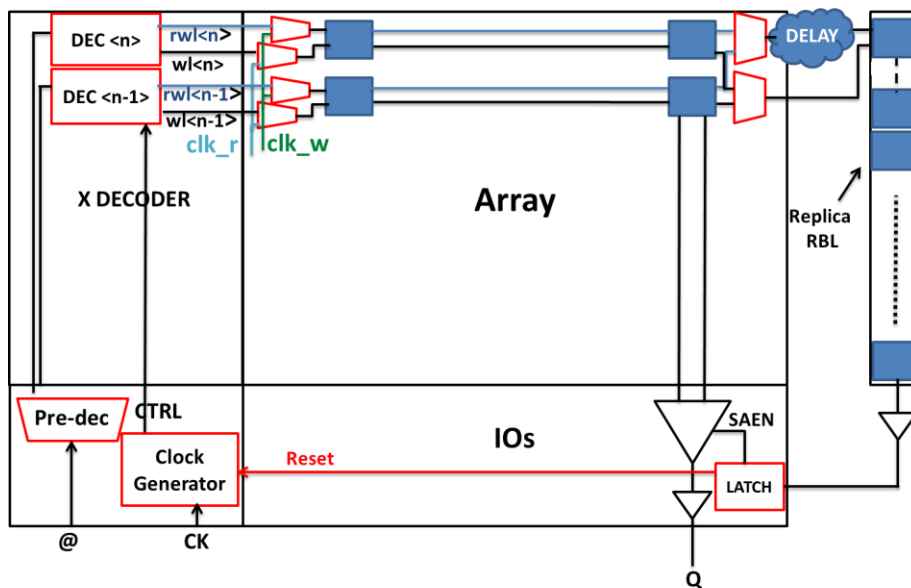 DEC <n>
rwl<n>
wl<n>
DEC <n-1>
rwl<n-1>
wl<n-1>
clk_r
clk_w
DELAY
X DECODER
Array
Replica
RBL
Pre-dec
CTRL
Clock
Generator
IOs
SAEN
Reset
LATCH
@
CK
Q